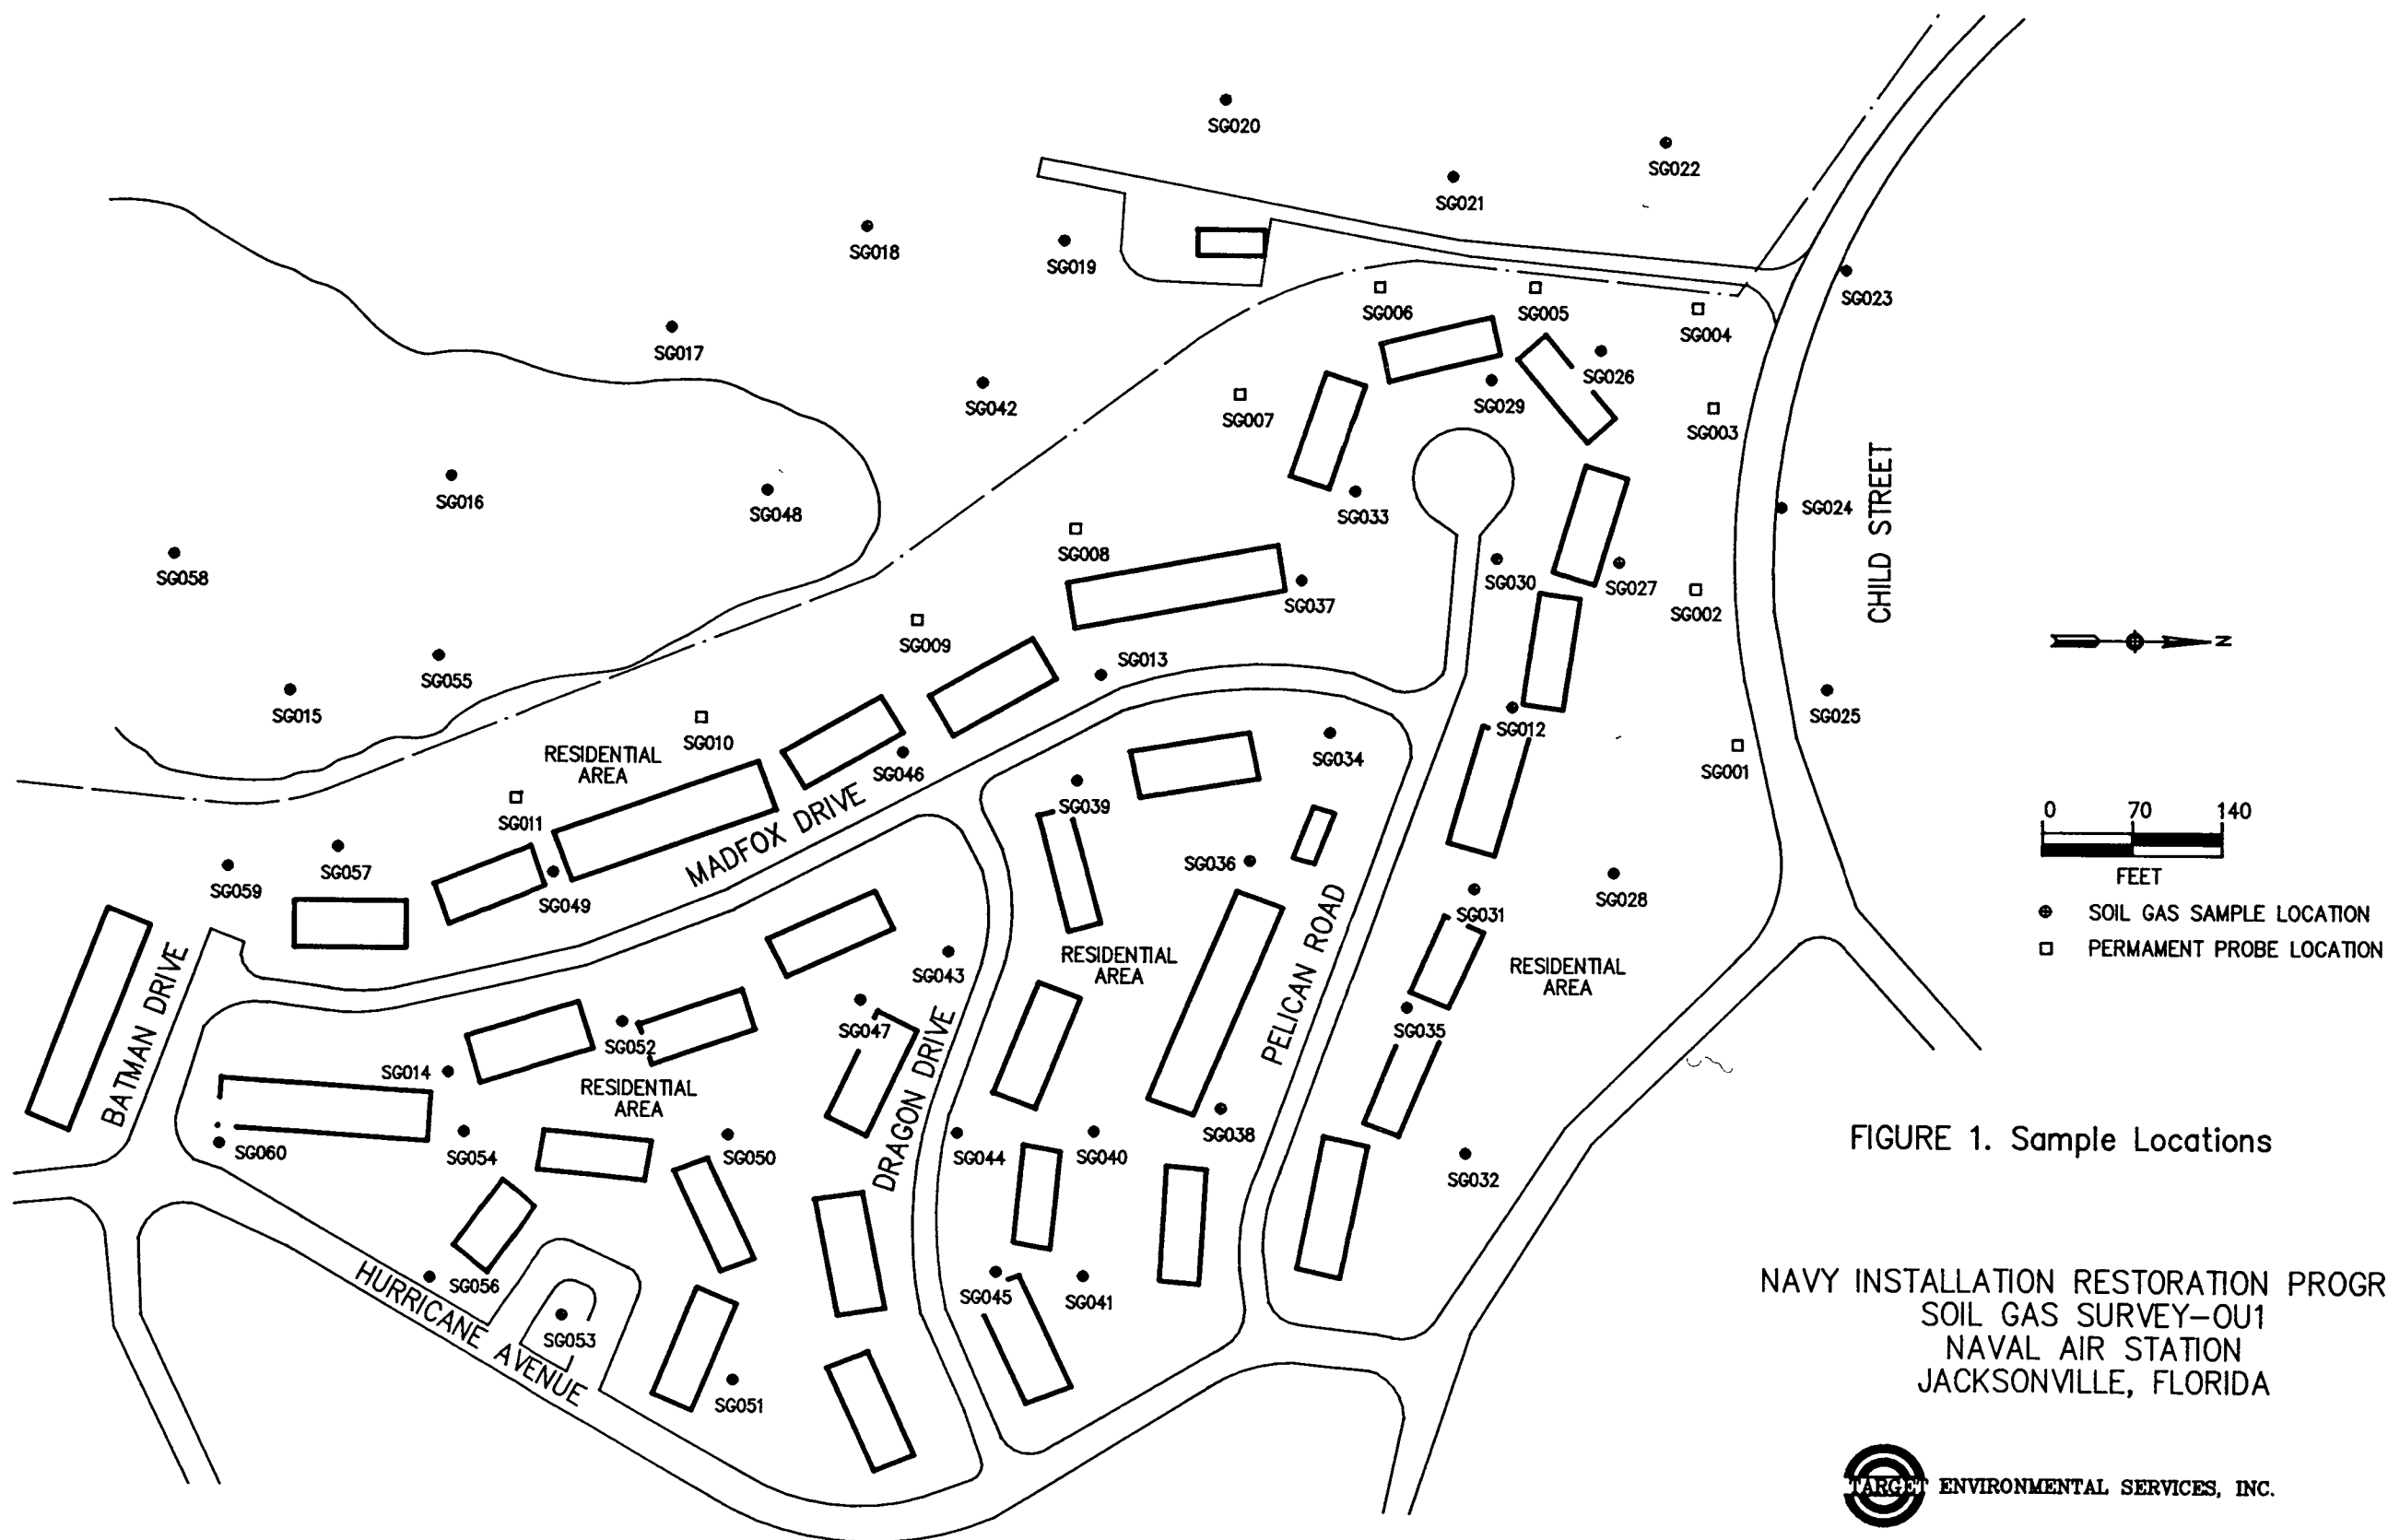 SG020
SG022
SG021
SG018
SG019
SG023
SG006
SG005
SG004
SG017
SG026
SG042
SG029
SG007
SG003
SG016
SG048
SG033
SG024
CHILD STREET
SG008
SG058
SG030
SG027
SG037
SG002
SG009
N
SG055
SG013
SG015
SG025
SG010
SG012
RESIDENTIAL
AREA
SG034
SG046
SG001
SG039
SG011
MADFOX DRIVE
0 70 140
FEET
SG057
SG036
SG059
SG049
SG028
SG031
SOIL GAS SAMPLE LOCATION
PERMAMENT PROBE LOCATION
BATMAN DRIVE
SG043
RESIDENTIAL
AREA
PELICAN ROAD
RESIDENTIAL
AREA
SG047
SG035
SG052
SG014
RESIDENTIAL
AREA
DRAGON DRIVE
SG060
SG054
SG050
SG044
SG040
SG038
FIGURE 1. Sample Locations
SG032
SG056
HURRICANE AVENUE
SG053
SG045
SG041
SG051
NAVY INSTALLATION RESTORATION PROGR
SOIL GAS SURVEY-OU1
NAVAL AIR STATION
JACKSONVILLE, FLORIDA
TARGET ENVIRONMENTAL SERVICES, INC.